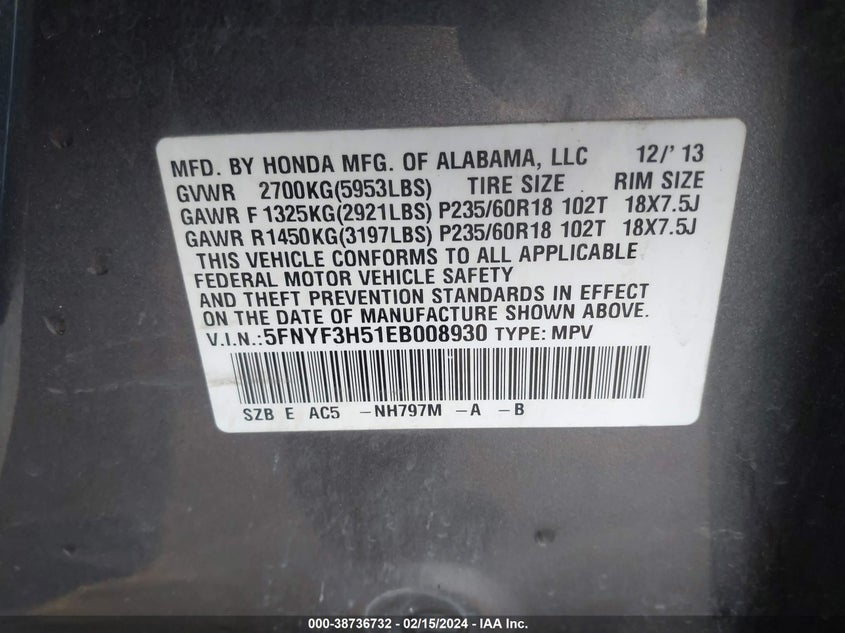 MFD. BY HONDA MFG. OF ALABAMA, LLC 12/'13
GVWR 2700KG(5953LBS) TIRE SIZE RIM SIZE
GAWR F 1325KG(2921LBS) P235/60R18 102T 18X7.5J
GAWR R1450KG(3197LBS) P235/60R18 102T 18X7.5J
THIS VEHICLE CONFORMS TO ALL APPLICABLE
FEDERAL MOTOR VEHICLE SAFETY
AND THEFT PREVENTION STANDARDS IN EFFECT
ON THE DATE OF MANUFACTURE SHOWN ABOVE.
V.I.N.:5FNYF3H51EB008930 TYPE: MPV
SZB E AC5 -NH797M -A -B
000-38736732 - 02/15/2024 - IAA Inc.